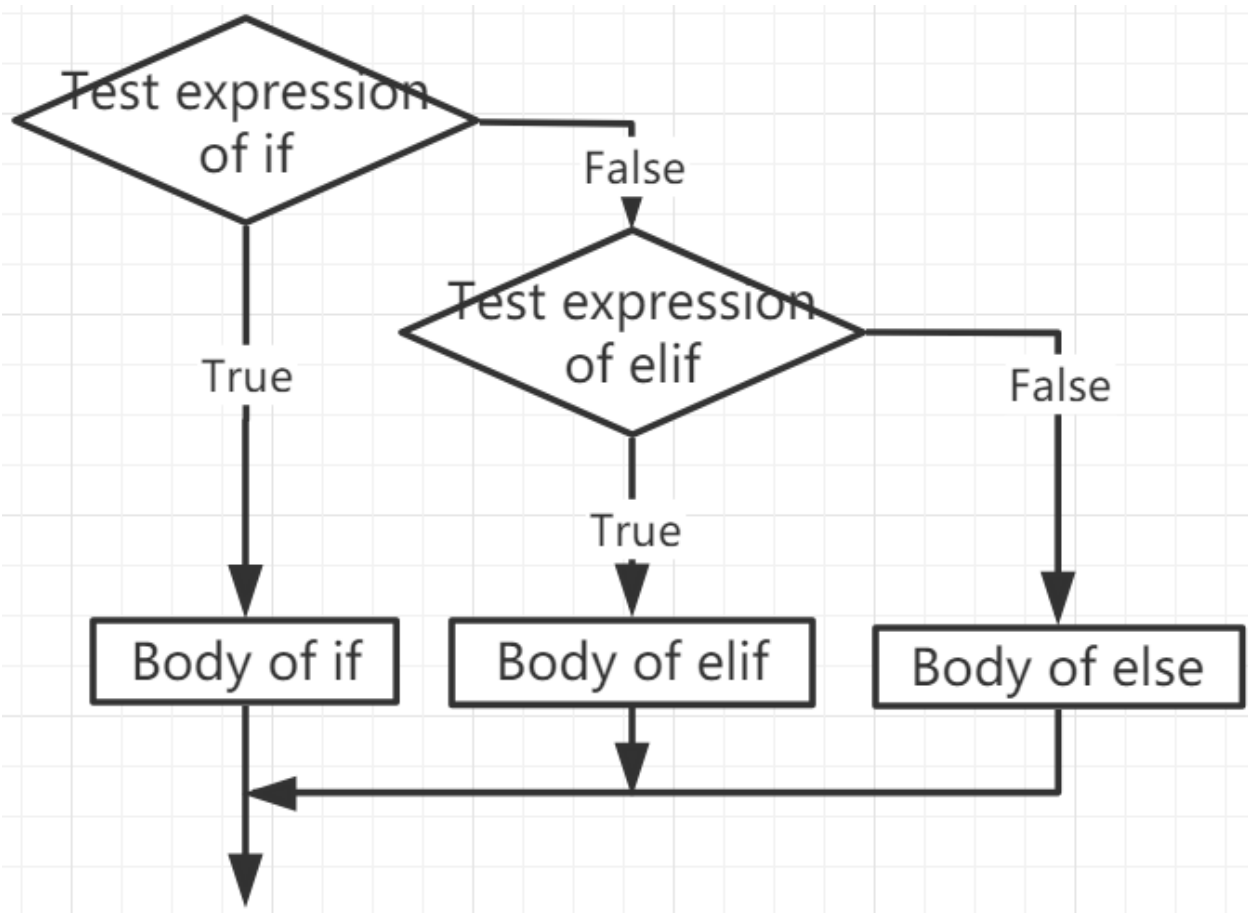 Test expression
of if
False
Test expression
of elif
True
False
True
Body of if
Body of elif
Body of else